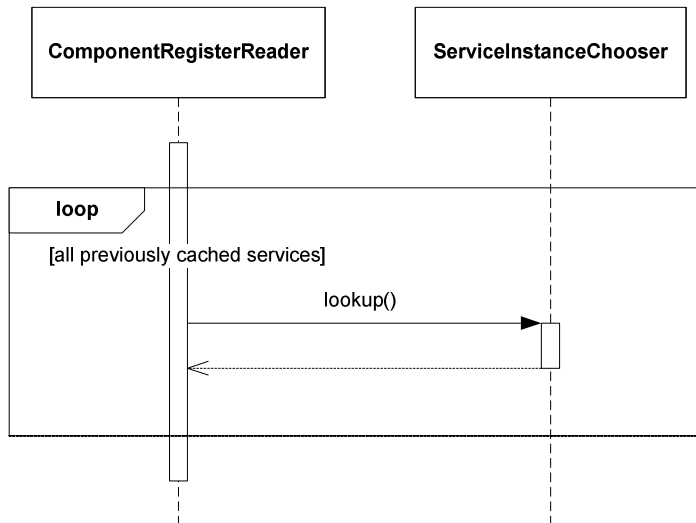 ComponentRegisterReader
ServiceInstanceChooser
loop
[all previously cached services]
lookup()